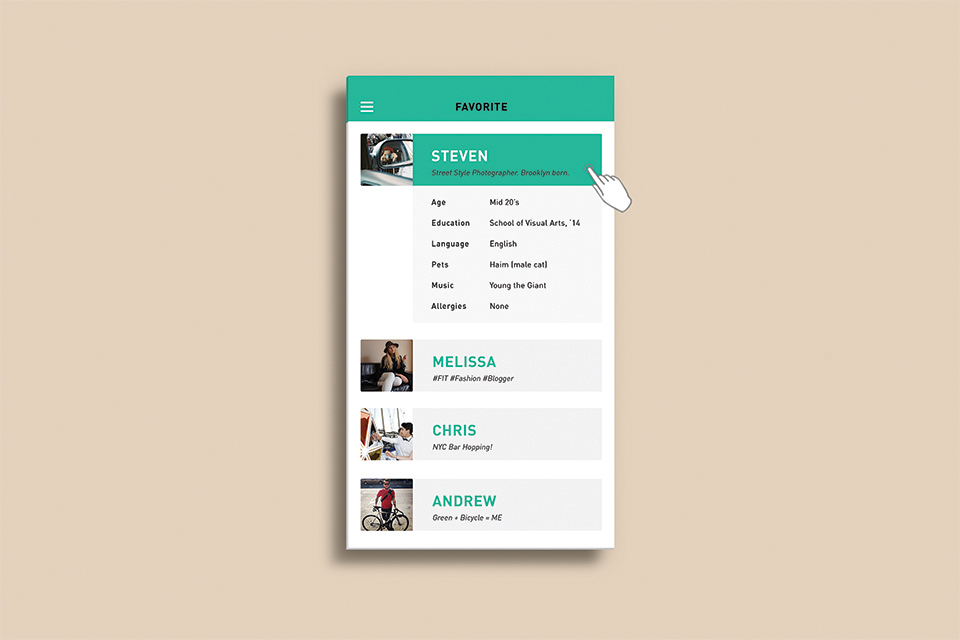 FAVORITE
STEVEN
Street Style Photographer. Brooklyn born.
Age Mid 20's
Education School of Visual Arts, '14
Language English
Pets Haim (male cat)
Music Young the Giant
Allergies None
MELISSA
#FIT #Fashion #Blogger
CHRIS
NYC Bar Hopping!
ANDREW
Green + Bicycle = ME